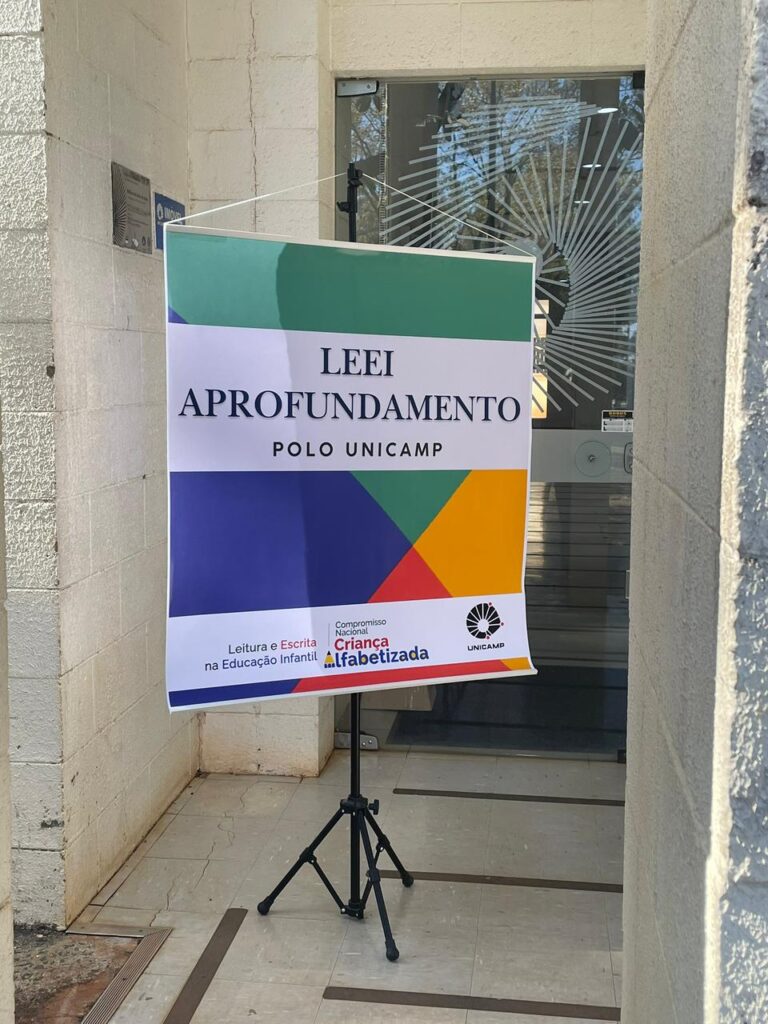 LEEI
APROFUNDAMENTO
POLO UNICAMP
Leitura e Escrita
na Educação Infantil
Compromisso
Nacional
Criança
Alfabetizada
UNICAMP